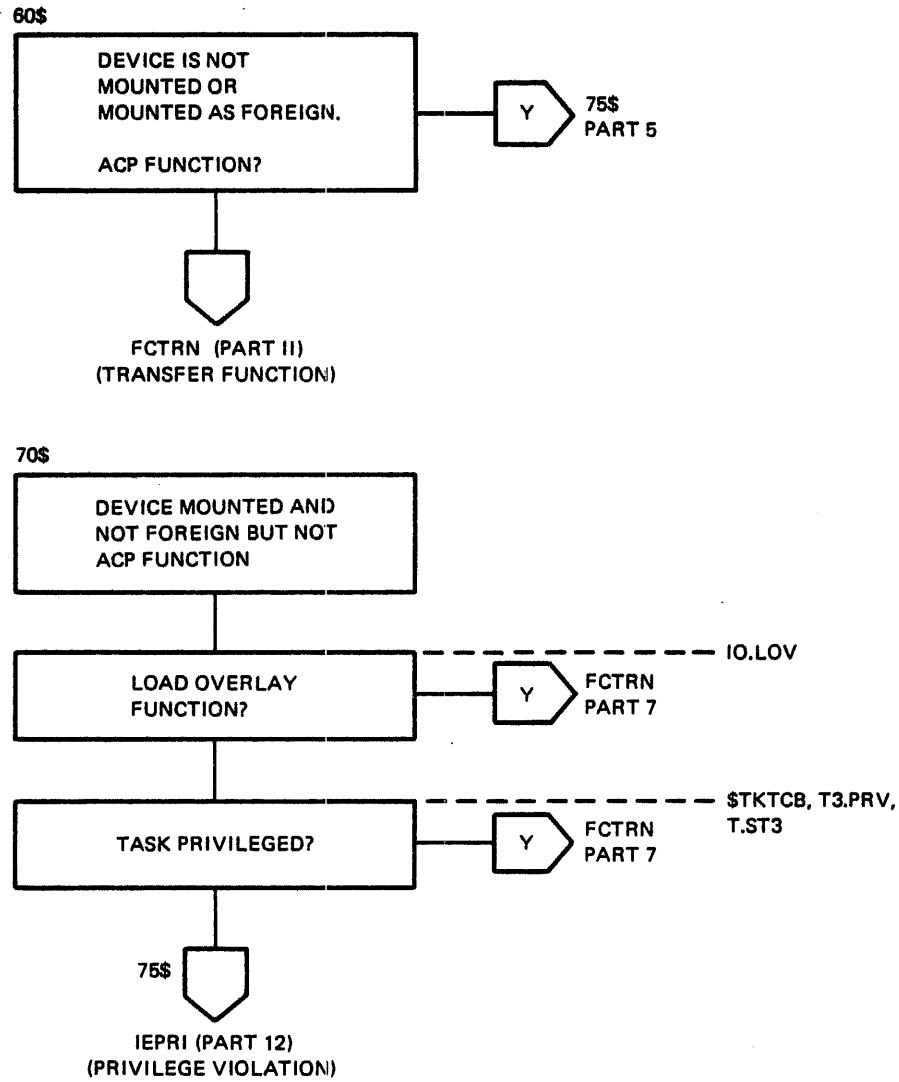 60$
DEVICE IS NOT
MOUNTED OR
MOUNTED AS FOREIGN.
ACP FUNCTION?
Y
75$
PART 5
FCTRN (PART II)
(TRANSFER FUNCTION)
70$
DEVICE MOUNTED AND
NOT FOREIGN BUT NOT
ACP FUNCTION
IO.LOV
LOAD OVERLAY
FUNCTION?
Y
FCTRN
PART 7
$TKTCB, T3.PRV,
T.ST3
TASK PRIVILEGED?
Y
FCTRN
PART 7
75$
IEPRI (PART 12)
(PRIVILEGE VIOLATION)